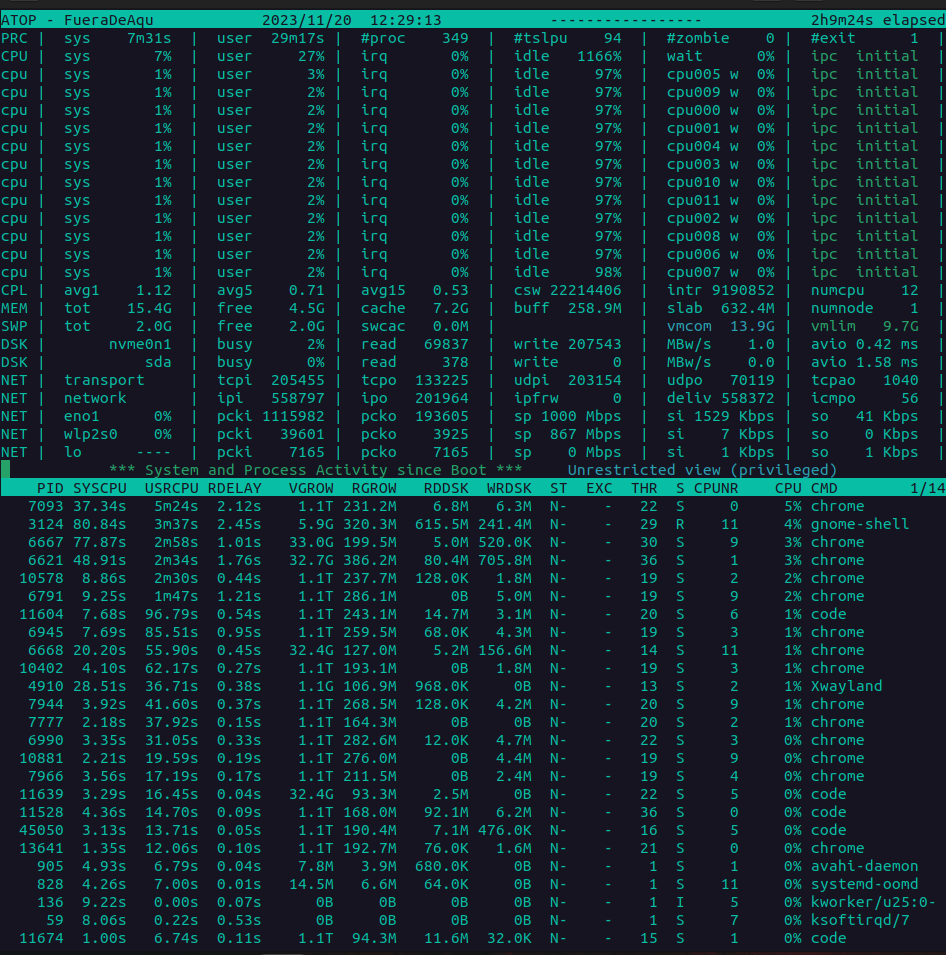 ATOP - FueraDeAqu 2023/11/20 12:29:13 ----------------- 2h9m24s elapsed
PRC | sys 7m31s | user 29m17s | #proc 349 | #tslpu 94 | #zombie 0 | #exit 1 |
CPU | sys 7% | user 27% | irq 0% | idle 1166% | wait 0% | ipc initial |
cpu | sys 1% | user 3% | irq 0% | idle 97% | cpu005 w 0% | ipc initial |
cpu | sys 1% | user 2% | irq 0% | idle 97% | cpu009 w 0% | ipc initial |
cpu | sys 1% | user 2% | irq 0% | idle 97% | cpu000 w 0% | ipc initial |
cpu | sys 1% | user 2% | irq 0% | idle 97% | cpu001 w 0% | ipc initial |
cpu | sys 1% | user 2% | irq 0% | idle 97% | cpu004 w 0% | ipc initial |
cpu | sys 1% | user 2% | irq 0% | idle 97% | cpu003 w 0% | ipc initial |
cpu | sys 1% | user 2% | irq 0% | idle 97% | cpu010 w 0% | ipc initial |
cpu | sys 1% | user 2% | irq 0% | idle 97% | cpu011 w 0% | ipc initial |
cpu | sys 1% | user 2% | irq 0% | idle 97% | cpu002 w 0% | ipc initial |
cpu | sys 1% | user 2% | irq 0% | idle 97% | cpu008 w 0% | ipc initial |
cpu | sys 1% | user 2% | irq 0% | idle 97% | cpu006 w 0% | ipc initial |
cpu | sys 1% | user 2% | irq 0% | idle 98% | cpu007 w 0% | ipc initial |
CPL | avg1 1.12 | avg5 0.71 | avg15 0.53 | csw 22214406 | intr 9190852 | numcpu 12 |
MEM | tot 15.4G | free 4.5G | cache 7.2G | buff 258.9M | slab 632.4M | numnode 1 |
SWP | tot 2.0G | free 2.0G | swcac 0.0M | | vmcom 13.9G | vmlim 9.7G |
DSK | nvme0n1 | busy 2% | read 69837 | write 207543 | MBw/s 1.0 | avio 0.42 ms |
DSK | sda | busy 0% | read 378 | write 0 | MBw/s 0.0 | avio 1.58 ms |
NET | transport | tcpi 205455 | tcpo 133225 | udpi 203154 | udpo 70119 | tcpao 1040 |
NET | network | ipi 558797 | ipo 201964 | ipfrw 0 | deliv 558372 | icmpo 56 |
NET | eno1 0% | pcki 1115982 | pcko 193605 | sp 1000 Mbps | si 1529 Kbps | so 41 Kbps |
NET | wlp2s0 0% | pcki 39601 | pcko 3925 | sp 867 Mbps | si 7 Kbps | so 0 Kbps |
NET | lo ---- | pcki 7165 | pcko 7165 | sp 0 Mbps | si 1 Kbps | so 1 Kbps |
*** System and Process Activity since Boot *** Unrestricted view (privileged)
PID SYSCPU USRCPU RDELAY VGROW RGROW RDDSK WRDSK ST EXC THR S CPUNR CPU CMD 1/14
7093 37.34s 5m24s 2.12s 1.1T 231.2M 6.8M 6.3M N- - 22 S 0 5% chrome
3124 80.84s 3m37s 2.45s 5.9G 320.3M 615.5M 241.4M N- - 29 R 11 4% gnome-shell
6667 77.87s 2m58s 1.01s 33.0G 199.5M 5.0M 520.0K N- - 30 S 9 3% chrome
6621 48.91s 2m34s 1.76s 32.7G 386.2M 80.4M 705.8M N- - 36 S 1 3% chrome
10578 8.86s 2m30s 0.44s 1.1T 237.7M 128.0K 1.8M N- - 19 S 2 2% chrome
6791 9.25s 1m47s 1.21s 1.1T 286.1M 0B 5.0M N- - 19 S 9 2% chrome
11604 7.68s 96.79s 0.54s 1.1T 243.1M 14.7M 3.1M N- - 20 S 6 1% code
6945 7.69s 85.51s 0.95s 1.1T 259.5M 68.0K 4.3M N- - 19 S 3 1% chrome
6668 20.20s 55.90s 0.45s 32.4G 127.0M 5.2M 156.6M N- - 14 S 11 1% chrome
10402 4.10s 62.17s 0.27s 1.1T 193.1M 0B 1.8M N- - 19 S 3 1% chrome
4910 28.51s 36.71s 0.38s 1.1G 106.9M 968.0K 0B N- - 13 S 2 1% Xwayland
7944 3.92s 41.60s 0.37s 1.1T 268.5M 128.0K 4.2M N- - 20 S 9 1% chrome
7777 2.18s 37.92s 0.15s 1.1T 164.3M 0B 0B N- - 20 S 2 1% chrome
6990 3.35s 31.05s 0.33s 1.1T 282.6M 12.0K 4.7M N- - 22 S 3 0% chrome
10881 2.21s 19.59s 0.19s 1.1T 276.0M 0B 4.4M N- - 19 S 9 0% chrome
7966 3.56s 17.19s 0.17s 1.1T 211.5M 0B 2.4M N- - 19 S 4 0% chrome
11639 3.29s 16.45s 0.04s 32.4G 93.3M 2.5M 0B N- - 22 S 5 0% code
11528 4.36s 14.70s 0.09s 1.1T 168.0M 92.1M 6.2M N- - 36 S 0 0% code
45050 3.13s 13.71s 0.05s 1.1T 190.4M 7.1M 476.0K N- - 16 S 5 0% code
13641 1.35s 12.06s 0.10s 1.1T 192.7M 76.0K 1.6M N- - 21 S 0 0% chrome
905 4.93s 6.79s 0.04s 7.8M 3.9M 680.0K 0B N- - 1 S 1 0% avahi-daemon
828 4.26s 7.00s 0.01s 14.5M 6.6M 64.0K 0B N- - 1 S 11 0% systemd-oomd
136 9.22s 0.00s 0.07s 0B 0B 0B 0B N- - 1 I 5 0% kworker/u25:0-
59 8.06s 0.22s 0.53s 0B 0B 0B 0B N- - 1 S 7 0% ksoftirqd/7
11674 1.00s 6.74s 0.11s 1.1T 94.3M 11.6M 32.0K N- - 15 S 1 0% code